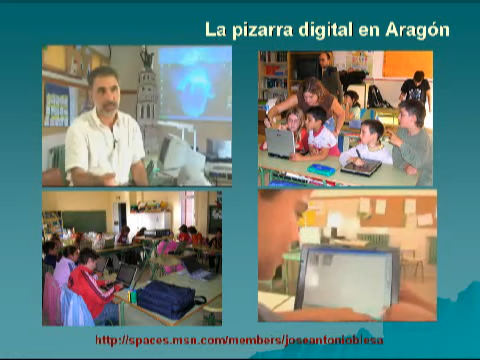 La pizarra digital en Aragón
http://spaces.msn.com/members/joseantonioblesa